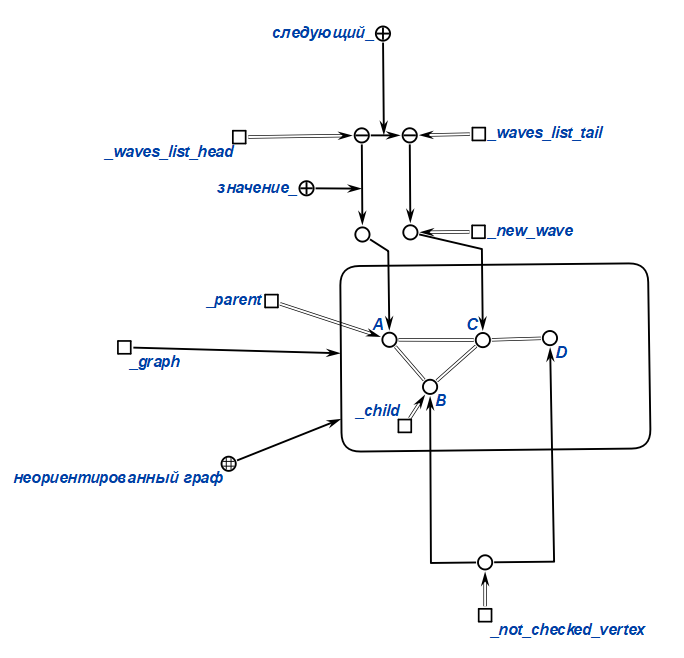 следующий_
_waves_list_head
_waves_list_tail
значение_
_new_wave
_parent
A
C
_graph
D
B
_child
неориентированный граф
_not_checked_vertex